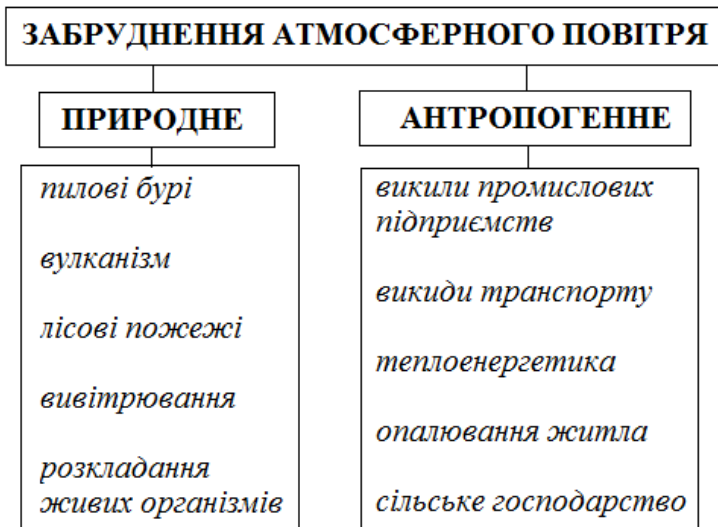 ЗАБРУДНЕННЯ АТМОСФЕРНОГО ПОВІТРЯ
ПРИРОДНЕ
пилові бурі
вулканізм
лісові пожежі
вивітрювання
розкладання
живих організмів
АНТРОПОГЕННЕ
викили промислових
підприємств
викиди транспорту
теплоенергетика
опалювання житла
сільське господарство